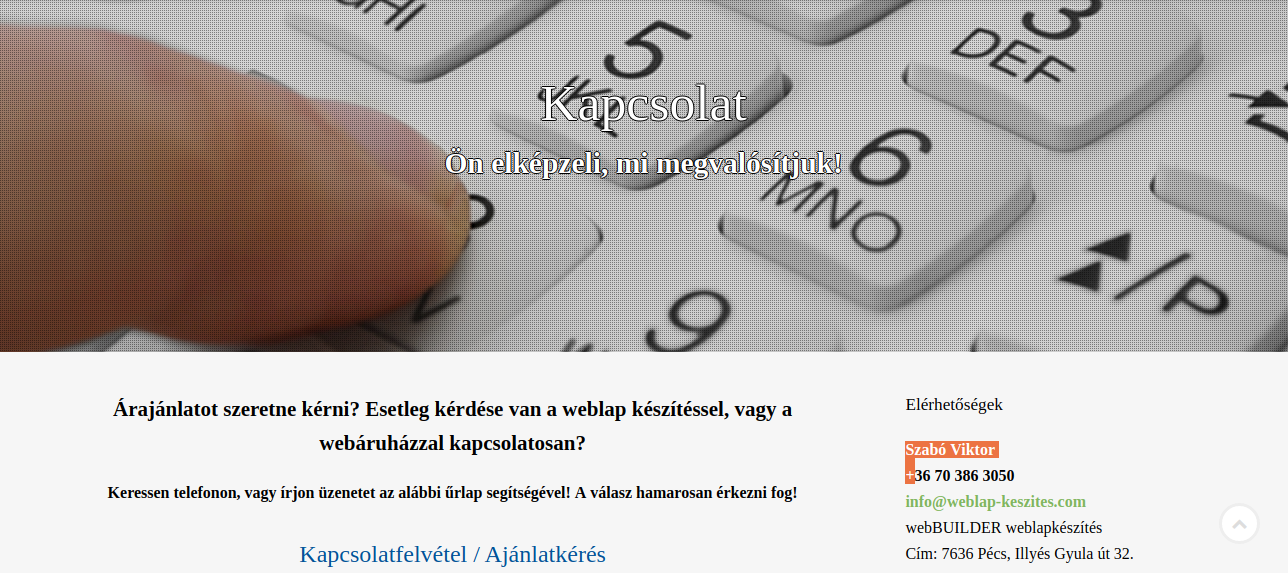 GHI
5
JKL
3
DEF
Kapcsolat
Ön elképzeli, mi megvalósítjuk!
6
MNO
9
/P
Árajánlatot szeretne kérni? Esetleg kérdése van a weblap készítéssel, vagy a
webáruházzal kapcsolatosan?
Keressen telefonon, vagy írjon üzenetet az alábbi űrlap segítségével! A válasz hamarosan érkezni fog!
Kapcsolatfelvétel / Ajánlatkérés
Elérhetőségek
Szabó Viktor
+36 70 386 3050
info@weblap-keszites.com
webBUILDER weblapkészítés
Cím: 7636 Pécs, Illyés Gyula út 32.